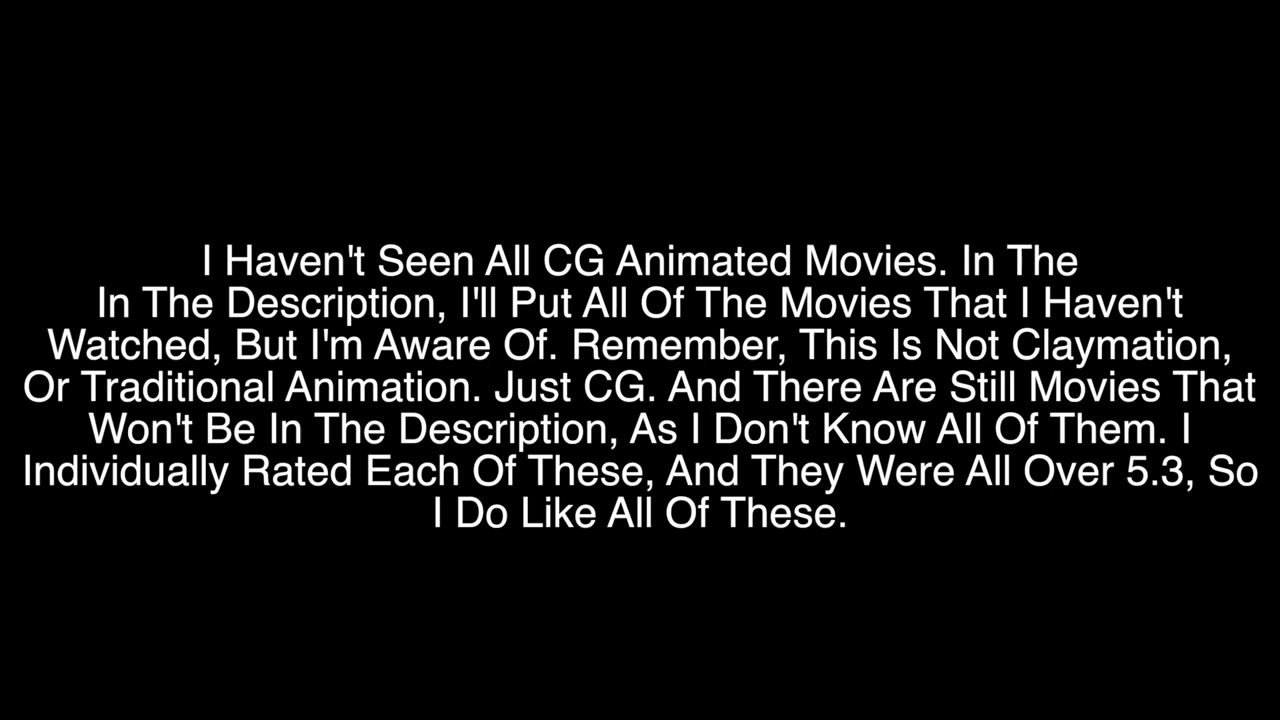 I Haven't Seen All CG Animated Movies. In The
In The Description, I'll Put All Of The Movies That I Haven't
Watched, But I'm Aware Of. Remember, This Is Not Claymation,
Or Traditional Animation. Just CG. And There Are Still Movies That
Won't Be In The Description, As I Don't Know All Of Them. I
Individually Rated Each Of These, And They Were All Over 5.3, So
I Do Like All Of These.